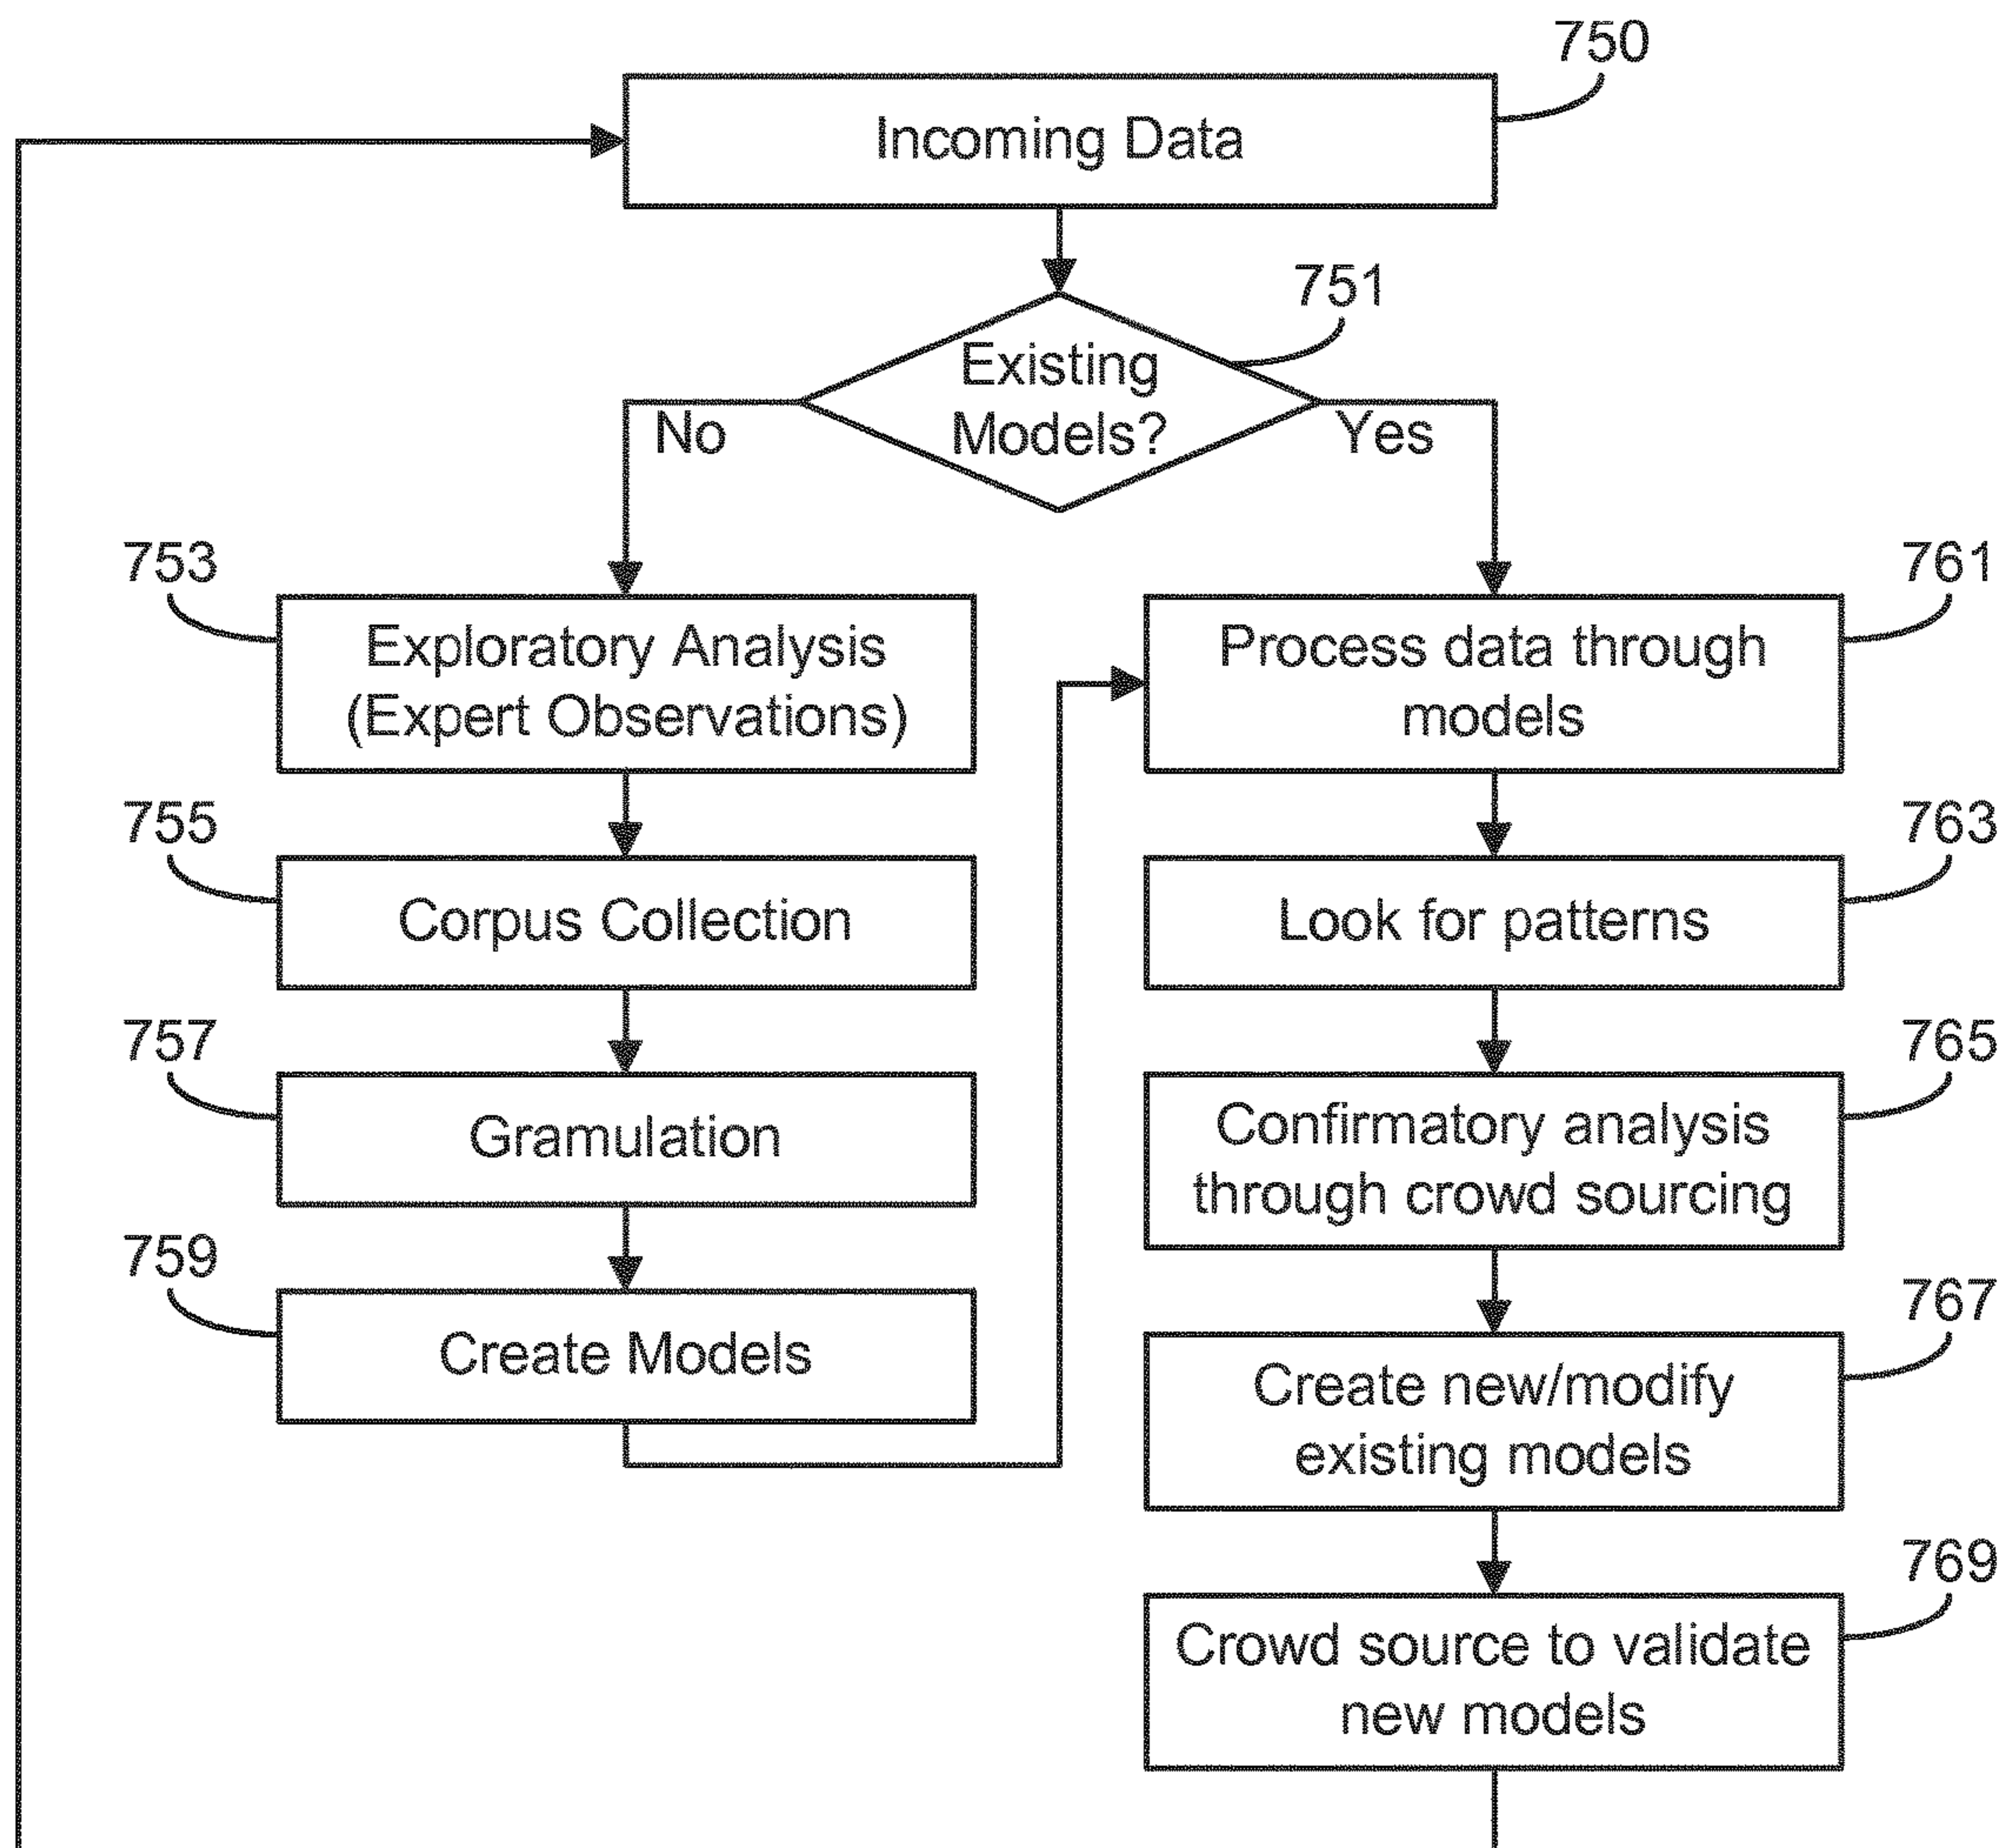 750
Incoming Data
751
Existing
Models?
No
Yes
753
Exploratory Analysis
(Expert Observations)
755
Corpus Collection
757
Gramulation
759
Create Models
761
Process data through
models
763
Look for patterns
765
Confirmatory analysis
through crowd sourcing
767
Create new/modify
existing models
769
Crowd source to validate
new models